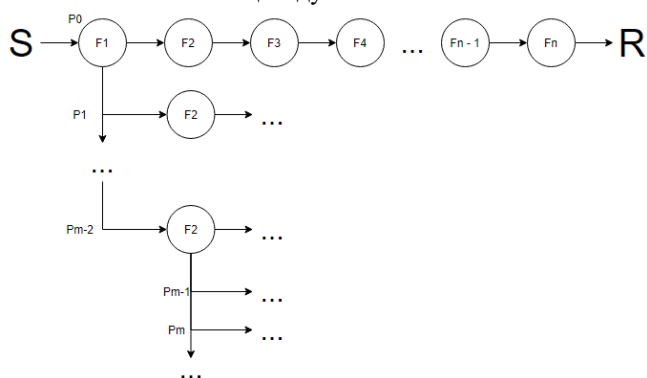 P0
S F1 F2 F3 F4 ... Fn - 1 Fn R
P1 F2 ...
...
Pm-2 F2 ...
Pm-1 ...
Pm ...
...